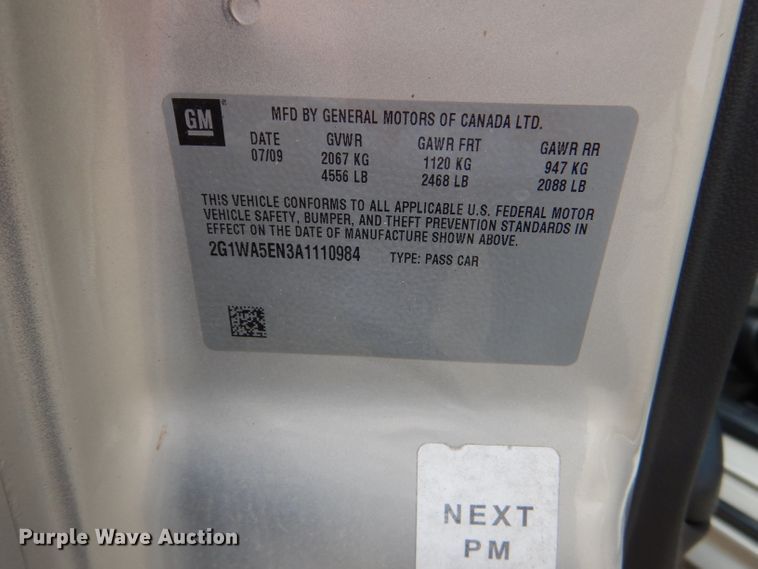 GM
MFD BY GENERAL MOTORS OF CANADA LTD.
DATE GVWR GAWR FRT GAWR RR
07/09 2067 KG 1120 KG 947 KG
4556 LB 2468 LB 2088 LB
THIS VEHICLE CONFORMS TO ALL APPLICABLE U.S. FEDERAL MOTOR
VEHICLE SAFETY, BUMPER, AND THEFT PREVENTION STANDARDS IN
EFFECT ON THE DATE OF MANUFACTURE SHOWN ABOVE.
2G1WA5EN3A1110984 TYPE: PASS CAR
NEXT
PM
Purple Wave Auction